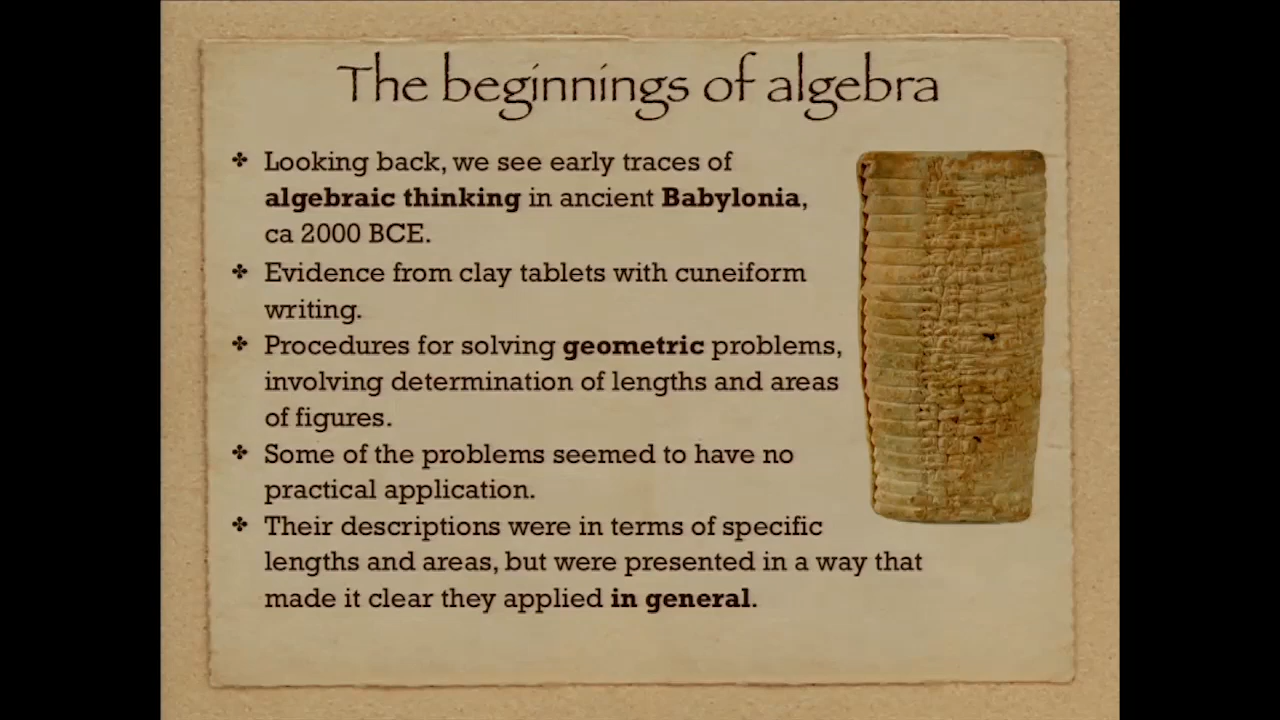 The beginnings of algebra
✤ Looking back, we see early traces of
algebraic thinking in ancient Babylonia,
ca 2000 BCE.
✤ Evidence from clay tablets with cuneiform
writing.
✤ Procedures for solving geometric problems,
involving determination of lengths and areas
of figures.
✤ Some of the problems seemed to have no
practical application.
✤ Their descriptions were in terms of specific
lengths and areas, but were presented in a way that
made it clear they applied in general.